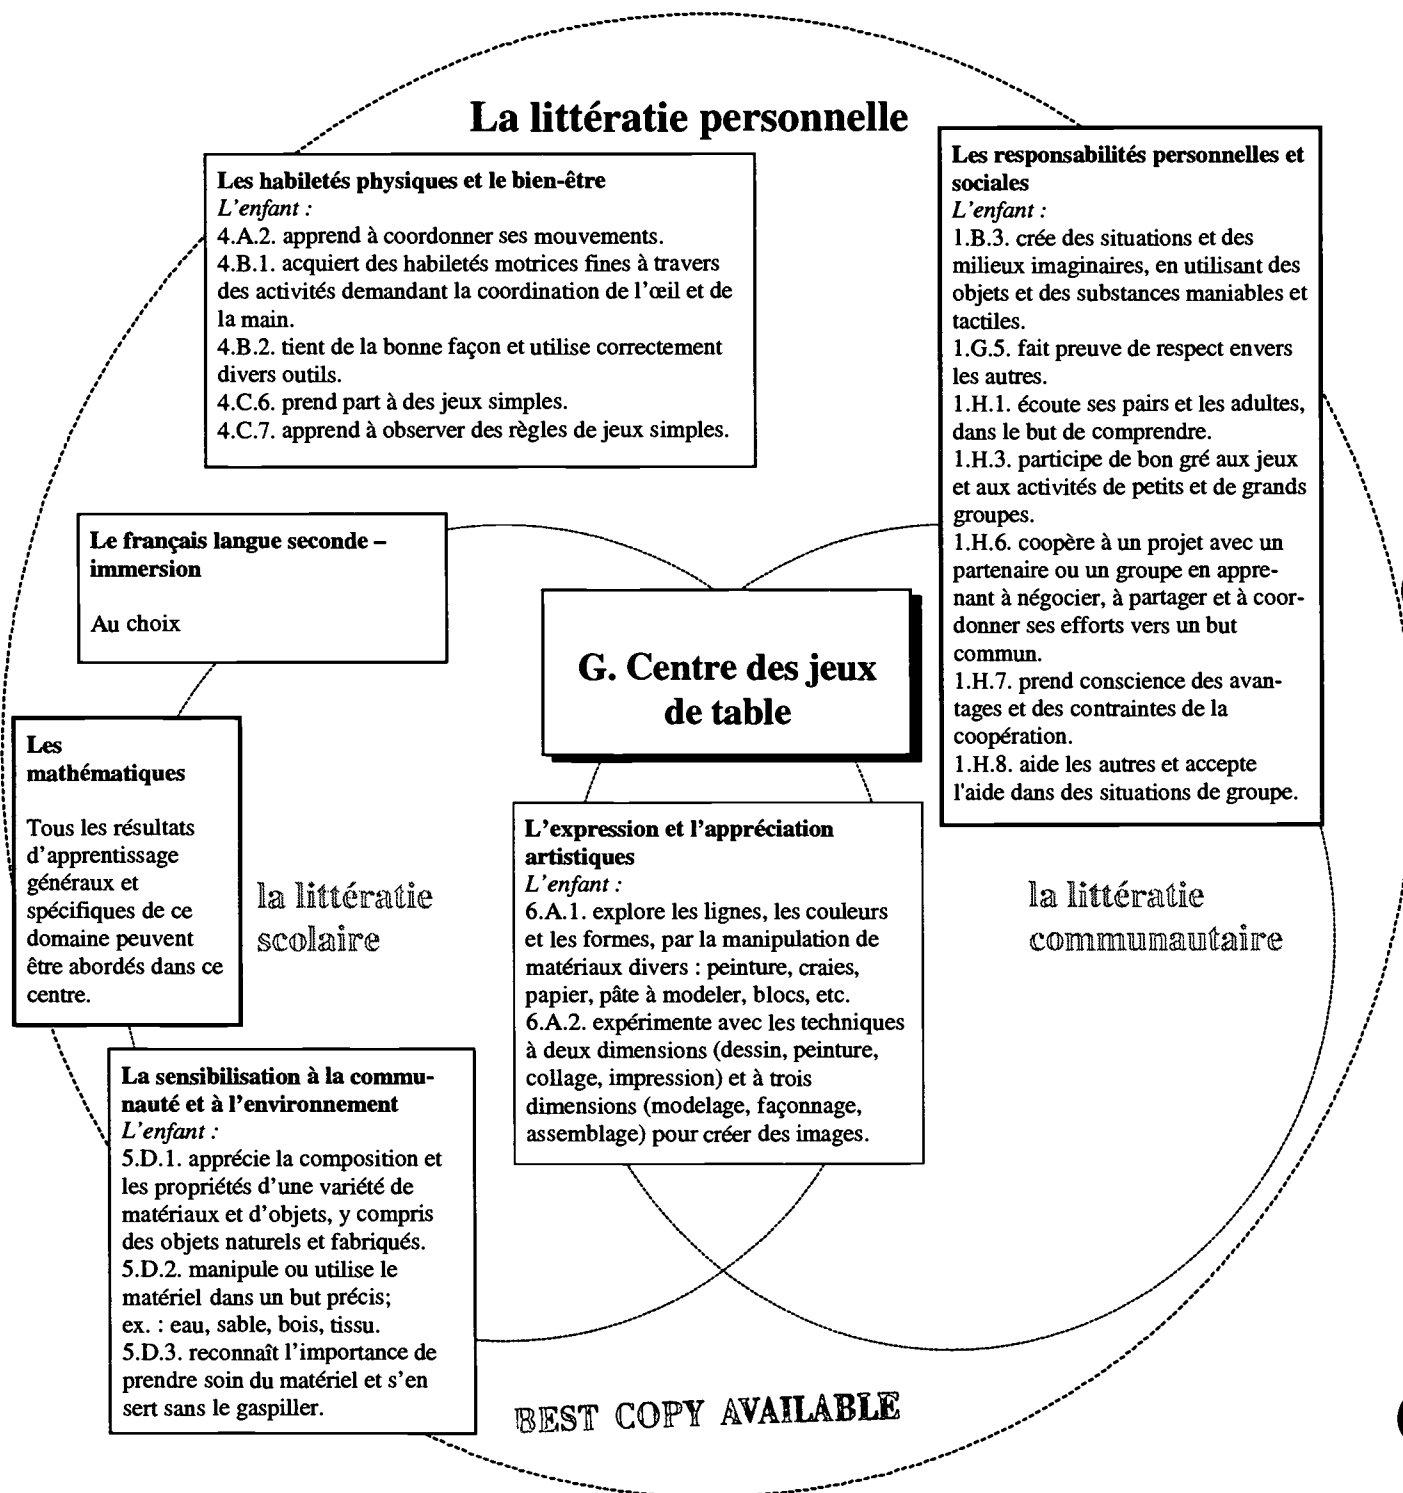 La littératie personnelle
Les habiletés physiques et le bien-être
L'enfant :
4.A.2. apprend à coordonner ses mouvements.
4.B.1. acquiert des habiletés motrices fines à travers
des activités demandant la coordination de l'œil et de
la main.
4.B.2. tient de la bonne façon et utilise correctement
divers outils.
4.C.6. prend part à des jeux simples.
4.C.7. apprend à observer des règles de jeux simples.
Les responsabilités personnelles et
sociales
L'enfant :
1.B.3. crée des situations et des
milieux imaginaires, en utilisant des
objets et des substances maniables et
tactiles.
1.G.5. fait preuve de respect envers
les autres.
1.H.1. écoute ses pairs et les adultes,
dans le but de comprendre.
1.H.3. participe de bon gré aux jeux
et aux activités de petits et de grands
groupes.
1.H.6. coopère à un projet avec un
partenaire ou un groupe en appre-
nant à négocier, à partager et à coor-
donner ses efforts vers un but
commun.
1.H.7. prend conscience des avan-
tages et des contraintes de la
coopération.
1.H.8. aide les autres et accepte
l'aide dans des situations de groupe.
Le français langue seconde –
immersion
Au choix
G. Centre des jeux
de table
Les
mathématiques
Tous les résultats
d'apprentissage
généraux et
spécifiques de ce
domaine peuvent
être abordés dans ce
centre.
la littératie
scolaire
L'expression et l'appréciation
artistiques
L'enfant :
6.A.1. explore les lignes, les couleurs
et les formes, par la manipulation de
matériaux divers : peinture, craies,
papier, pâte à modeler, blocs, etc.
6.A.2. expérimente avec les techniques
à deux dimensions (dessin, peinture,
collage, impression) et à trois
dimensions (modelage, façonnage,
assemblage) pour créer des images.
la littératie
communautaire
La sensibilisation à la commu-
nauté et à l'environnement
L'enfant :
5.D.1. apprécie la composition et
les propriétés d'une variété de
matériaux et d'objets, y compris
des objets naturels et fabriqués.
5.D.2. manipule ou utilise le
matériel dans un but précis;
ex. : eau, sable, bois, tissu.
5.D.3. reconnaît l'importance de
prendre soin du matériel et s'en
sert sans le gaspiller.
BEST COPY AVAILABLE